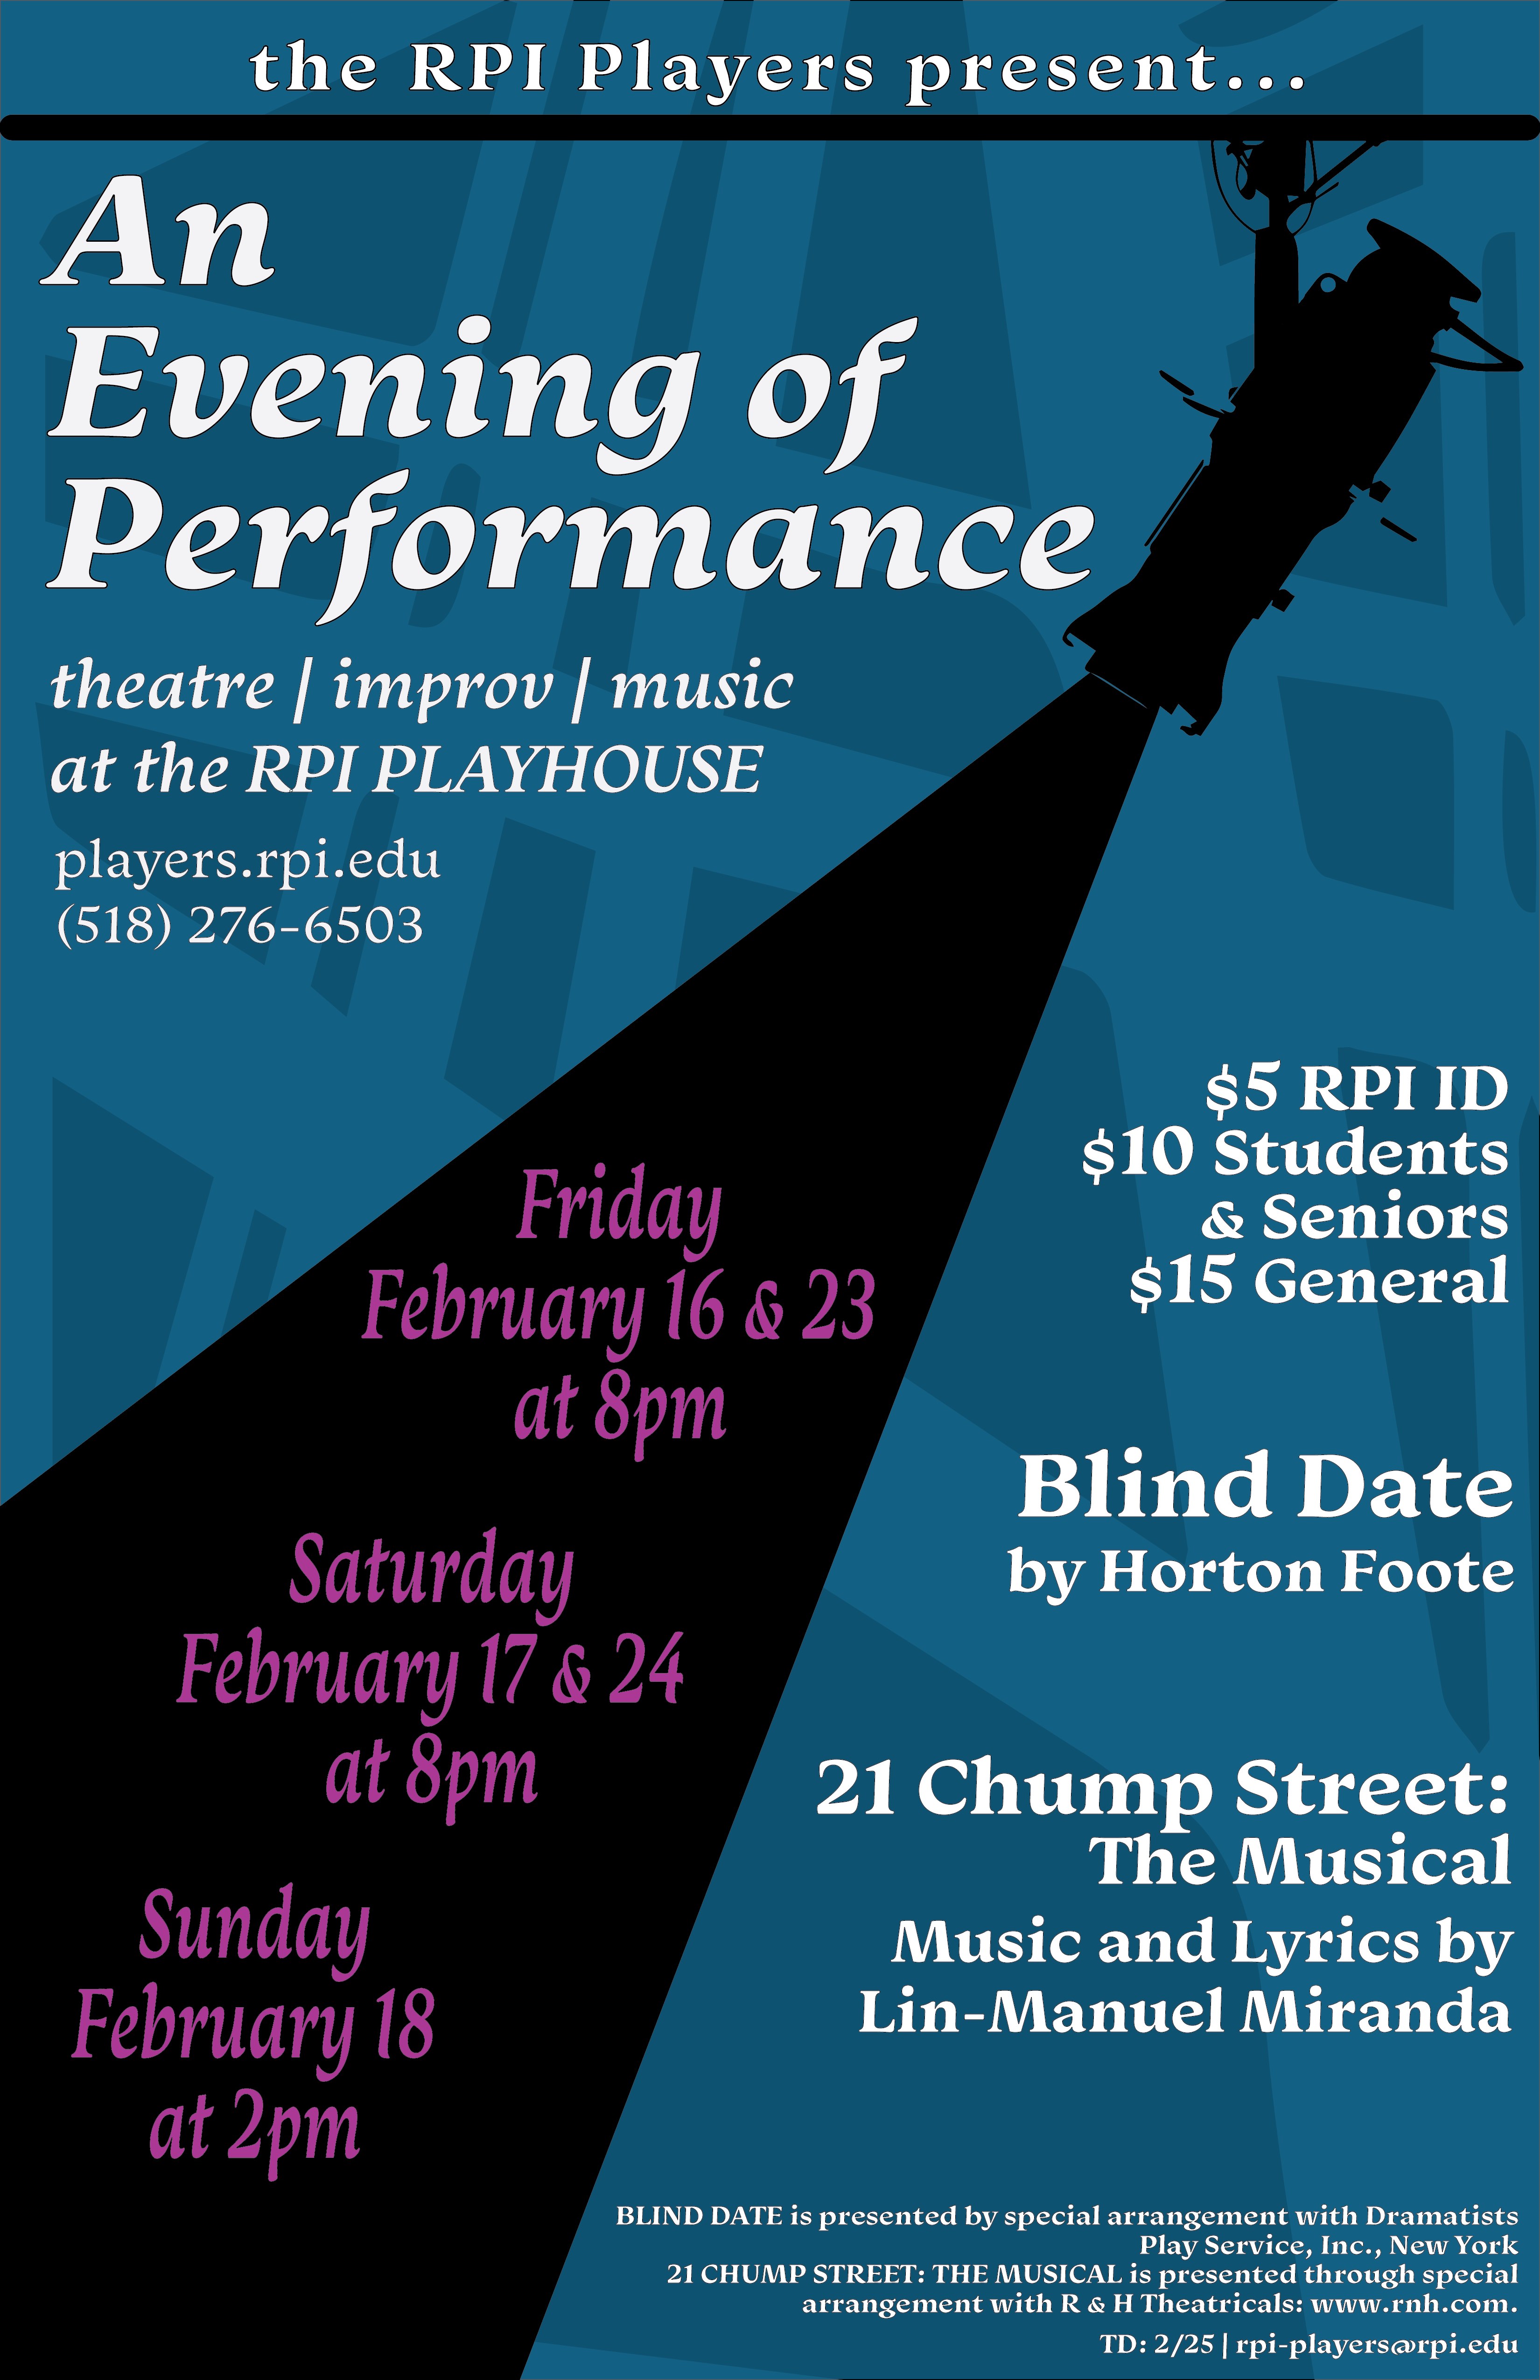 the RPI Players present...
An
Evening of
Performance
theatre | improv | music
at the RPI PLAYHOUSE
players.rpi.edu
(518) 276-6503
$5 RPI ID
$10 Students
& Seniors
$15 General
Friday
February 16 & 23
at 8pm
Saturday
February 17 & 24
at 8pm
Sunday
February 18
at 2pm
Blind Date
by Horton Foote
21 Chump Street:
The Musical
Music and Lyrics by
Lin-Manuel Miranda
BLIND DATE is presented by special arrangement with Dramatists
Play Service, Inc., New York
21 CHUMP STREET: THE MUSICAL is presented through special
arrangement with R & H Theatricals: www.rnh.com.
TD: 2/25 | rpi-players@rpi.edu